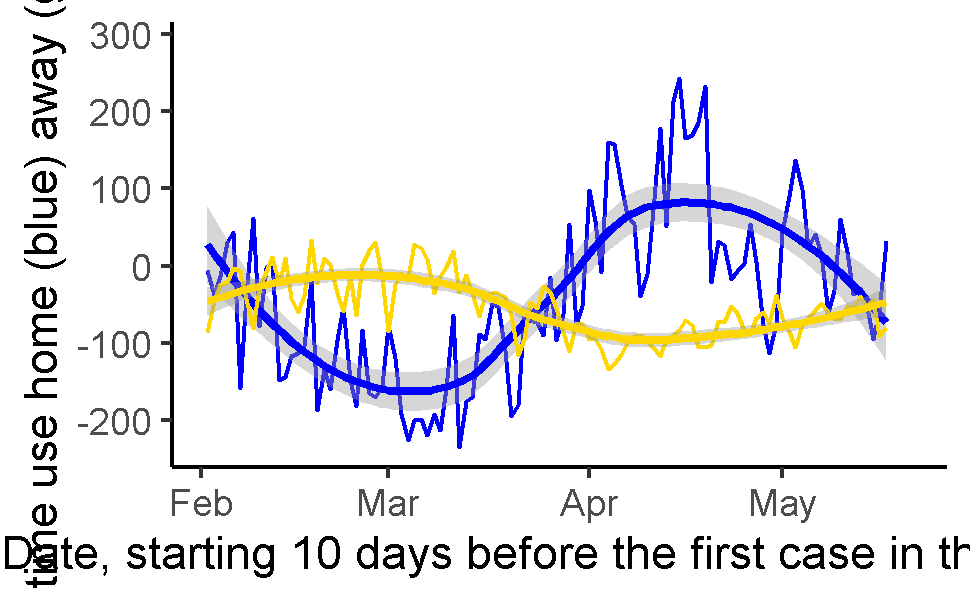 time use home (blue) away (
300
200
100
0
-100
-200
Feb Mar Apr May
Date, starting 10 days before the first case in th